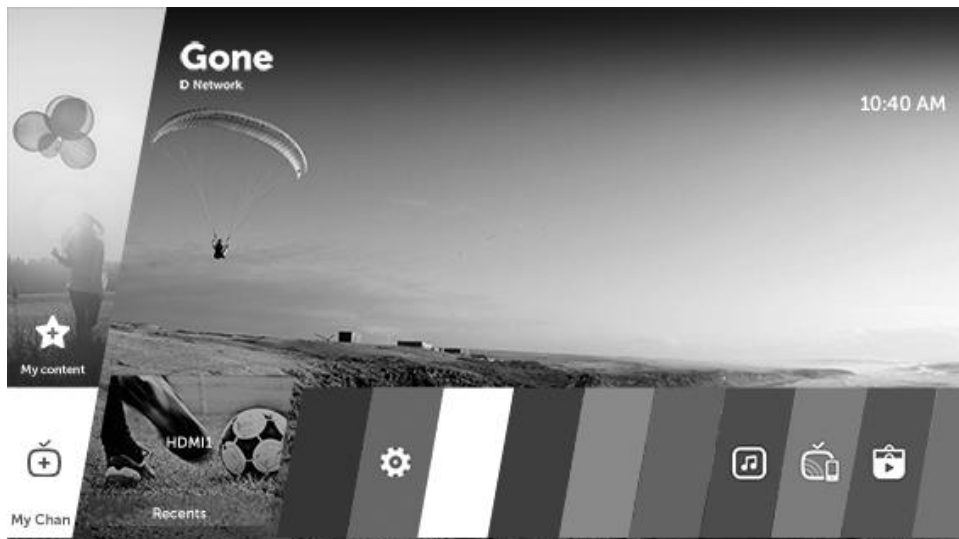 Gone
D Network
10:40 AM
My content
HDMI1
My Chan
Recents